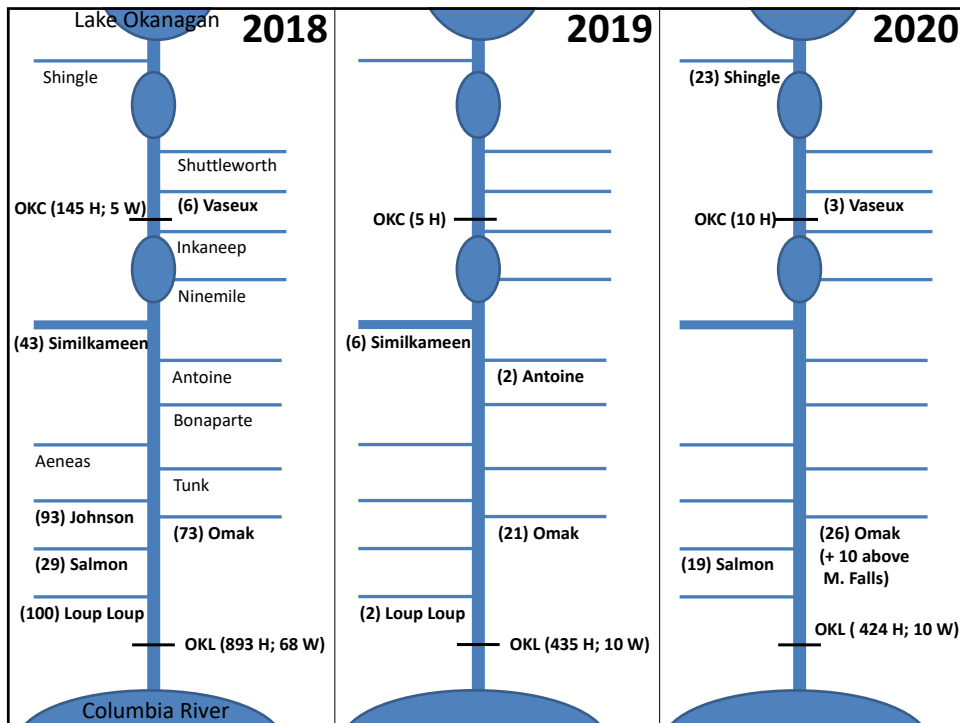 Lake Okanagan
2018
Shingle
Shuttleworth
OKC (145 H; 5 W)
(6) Vaseux
Inkaneep
Ninemile
(43) Similkameen
Antoine
Bonaparte
Aeneas
Tunk
(93) Johnson
(73) Omak
(29) Salmon
(100) Loup Loup
OKL (893 H; 68 W)
Columbia River
2019
OKC (5 H)
(6) Similkameen
(2) Antoine
(21) Omak
(2) Loup Loup
OKL (435 H; 10 W)
2020
(23) Shingle
(3) Vaseux
OKC (10 H)
(26) Omak
(+ 10 above
M. Falls)
(19) Salmon
OKL ( 424 H; 10 W)